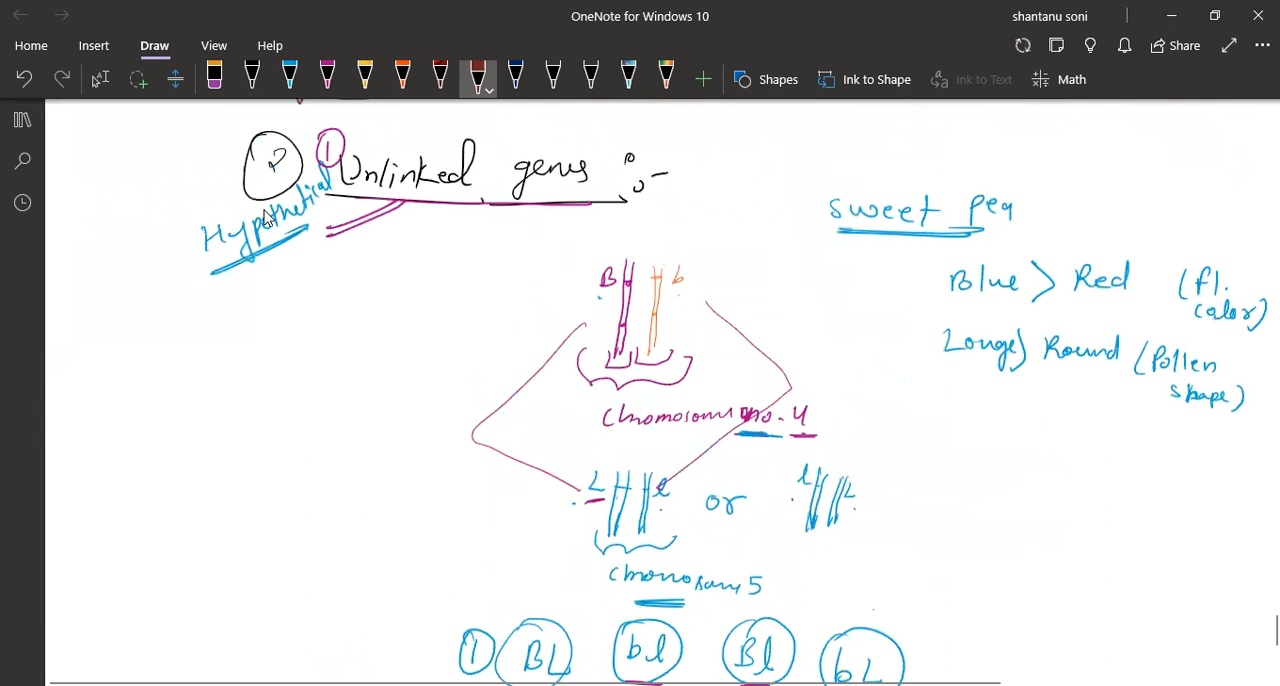 OneNote for Windows 10
shantanu soni
Home Insert Draw View Help
Share
Shapes
Ink to Shape
Ink to Text
Math
① Unlinked genes :-
Hypothetical
sweet pea
Blue > Red (fl. color)
Long > Round (Pollen shape)
B b
Chromosome no. 4
L l or l L
Chromosome 5
① BL bl Bl bL